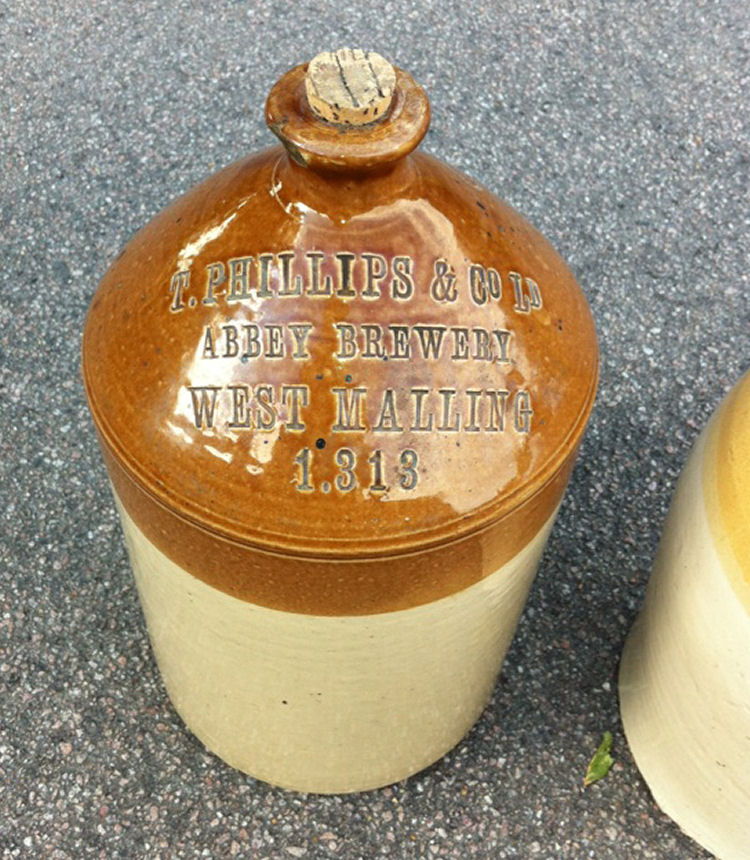 T. PHILLIPS & CO LD
ABBEY BREWERY
WEST MALLING
1.313